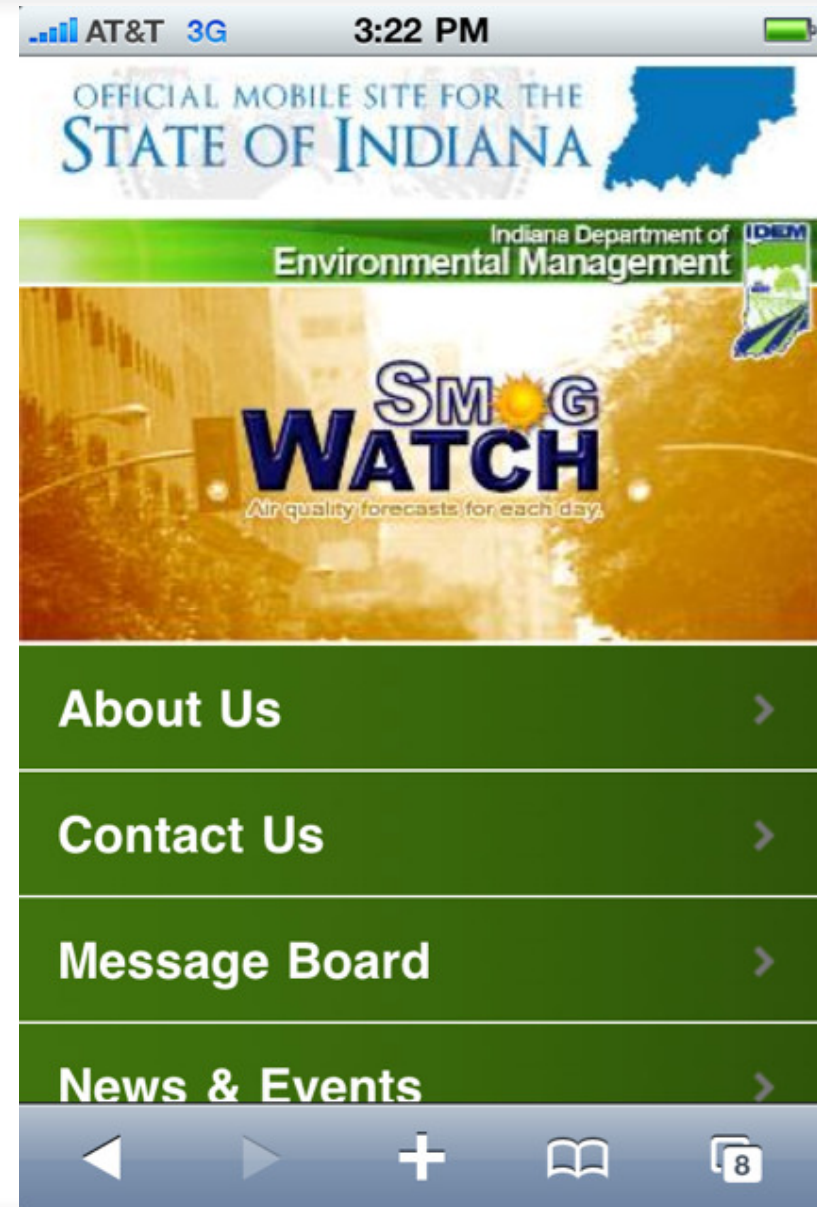 AT&T 3G 3:22 PM
OFFICIAL MOBILE SITE FOR THE
STATE OF INDIANA
Indiana Department of
Environmental Management
IDEM
SMOG
WATCH
Air quality forecasts for each day.
About Us
Contact Us
Message Board
News & Events
8